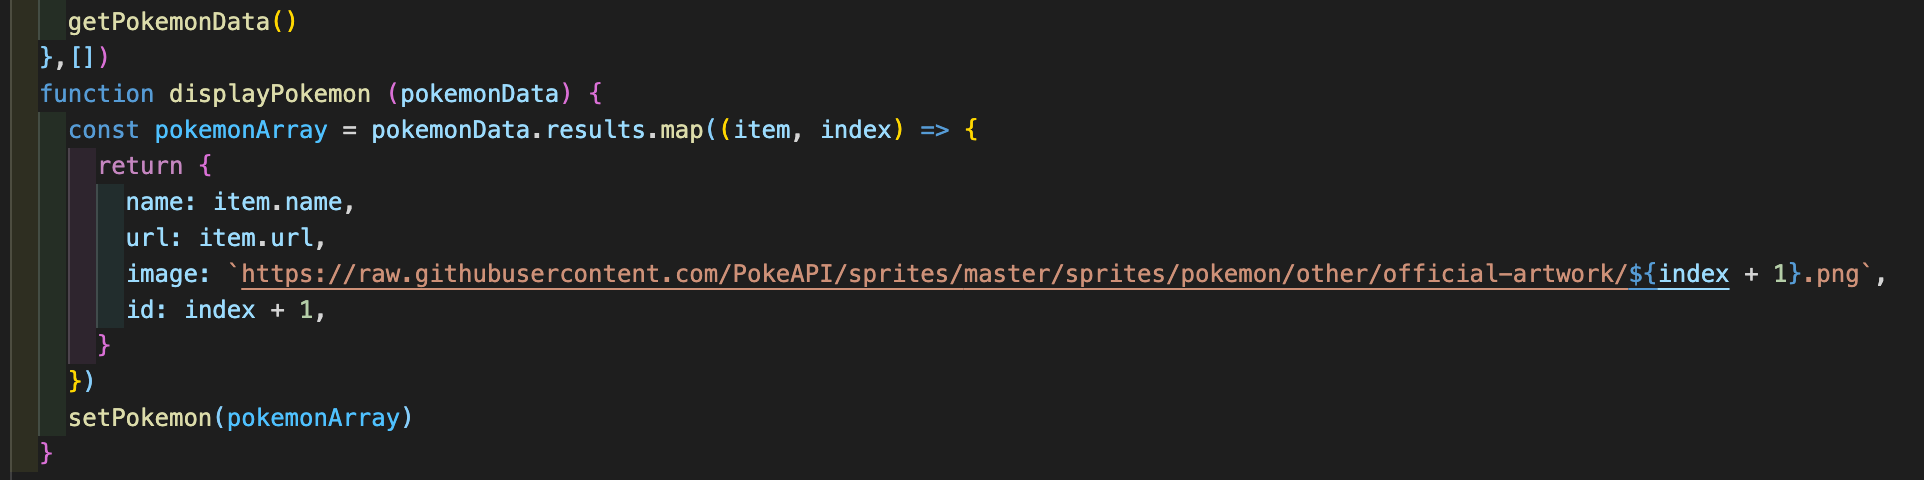 getPokemonData()
},[])
function displayPokemon (pokemonData) {
const pokemonArray = pokemonData.results.map((item, index) => {
return {
name: item.name,
url: item.url,
image: `https://raw.githubusercontent.com/PokeAPI/sprites/master/sprites/pokemon/other/official-artwork/${index + 1}.png`,
id: index + 1,
}
})
setPokemon(pokemonArray)
}